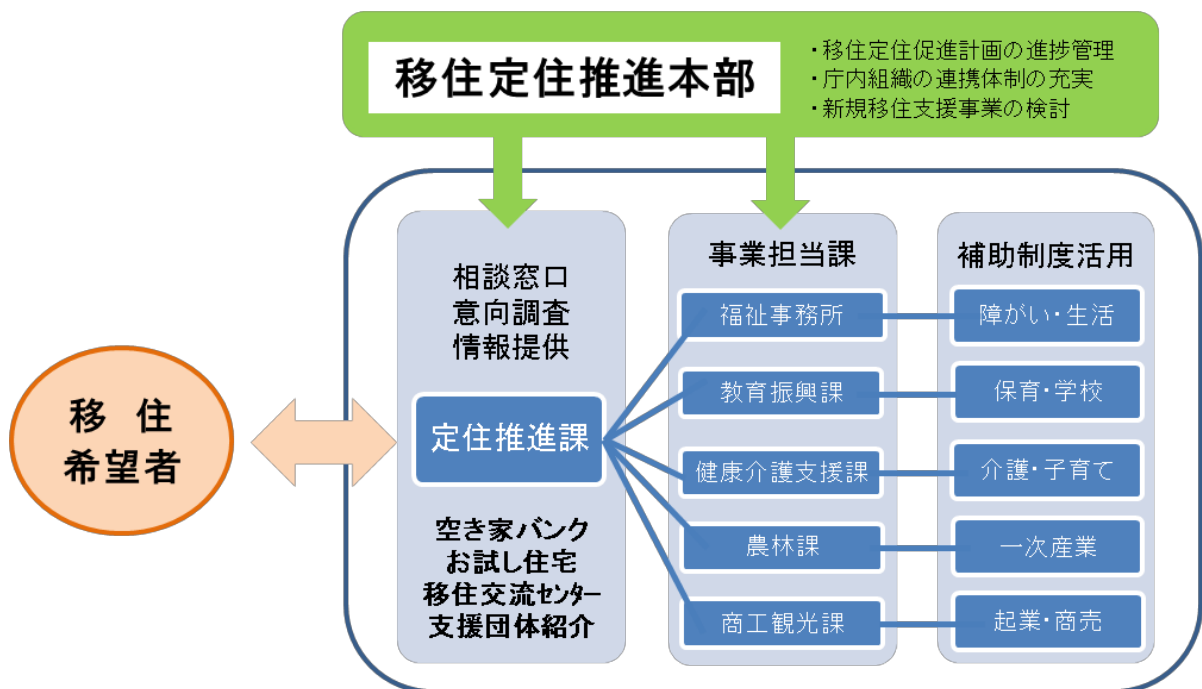 移住定住推進本部
・移住定住促進計画の進捗管理
・庁内組織の連携体制の充実
・新規移住支援事業の検討
移 住
希望者
相談窓口
意向調査
情報提供
定住推進課
空き家バンク
お試し住宅
移住交流センター
支援団体紹介
事業担当課
福祉事務所
教育振興課
健康介護支援課
農林課
商工観光課
補助制度活用
障がい・生活
保育・学校
介護・子育て
一次産業
起業・商売